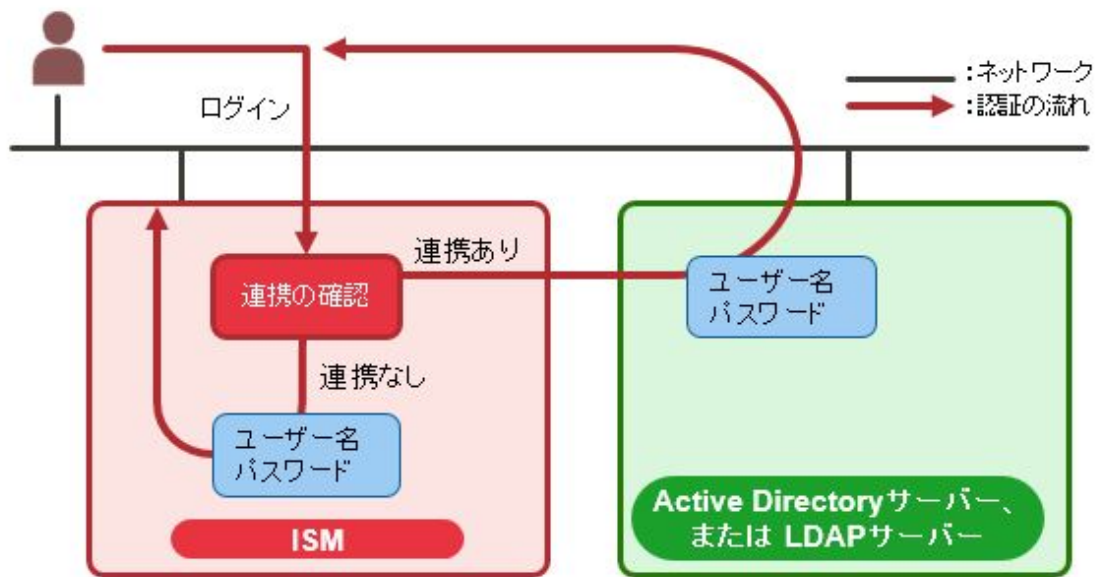 :ネットワーク
:認証の流れ
ログイン
連携あり
連携の確認
ユーザー名
パスワード
連携なし
ユーザー名
パスワード
ISM
Active Directoryサーバー、
または LDAPサーバー